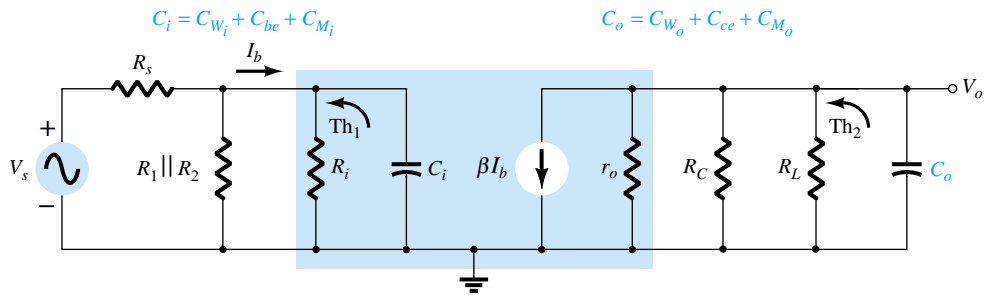 C_i = C_{W_i} + C_{be} + C_{M_i}
C_o = C_{W_o} + C_{ce} + C_{M_o}
R_s
I_b
V_o
+
Th_1
Th_2
V_s
R_1 || R_2
R_i
C_i
βI_b
r_o
R_C
R_L
C_o
−